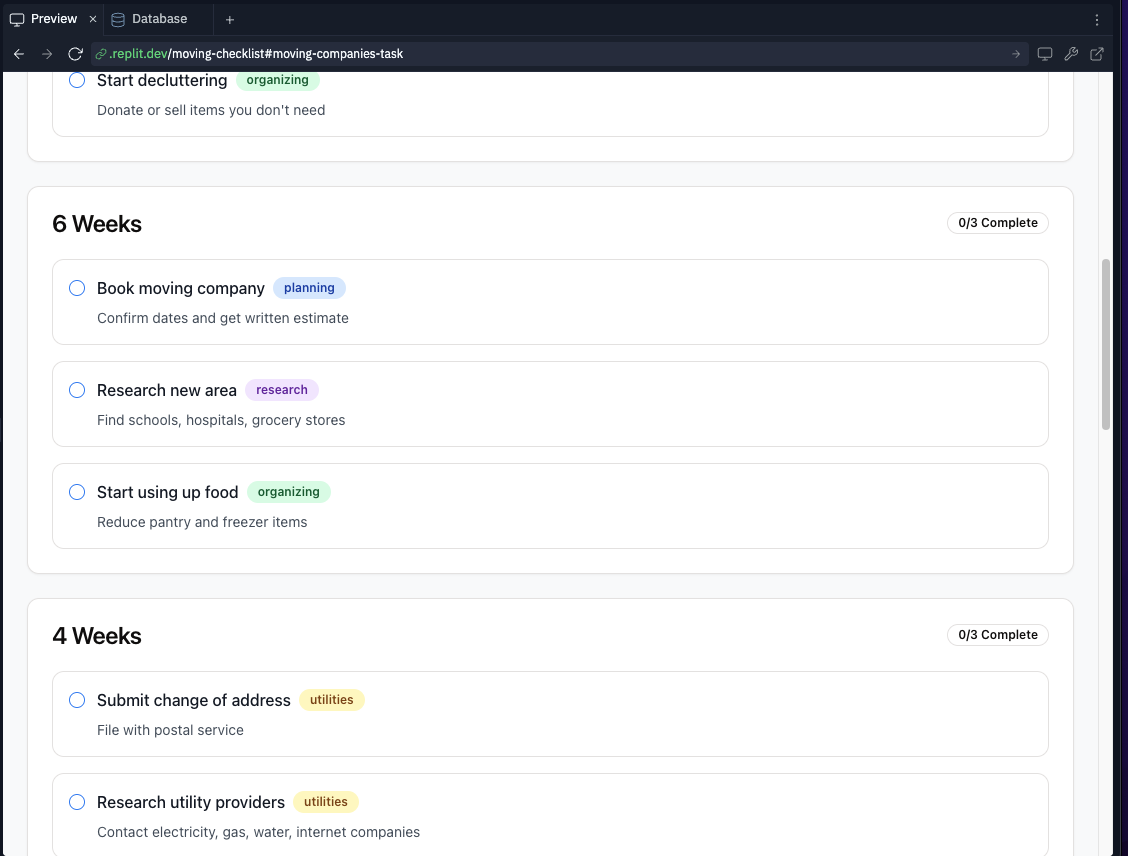 Preview
Database
.replit.dev/moving-checklist#moving-companies-task
Start decluttering organizing
Donate or sell items you don't need
6 Weeks 0/3 Complete
Book moving company planning
Confirm dates and get written estimate
Research new area research
Find schools, hospitals, grocery stores
Start using up food organizing
Reduce pantry and freezer items
4 Weeks 0/3 Complete
Submit change of address utilities
File with postal service
Research utility providers utilities
Contact electricity, gas, water, internet companies